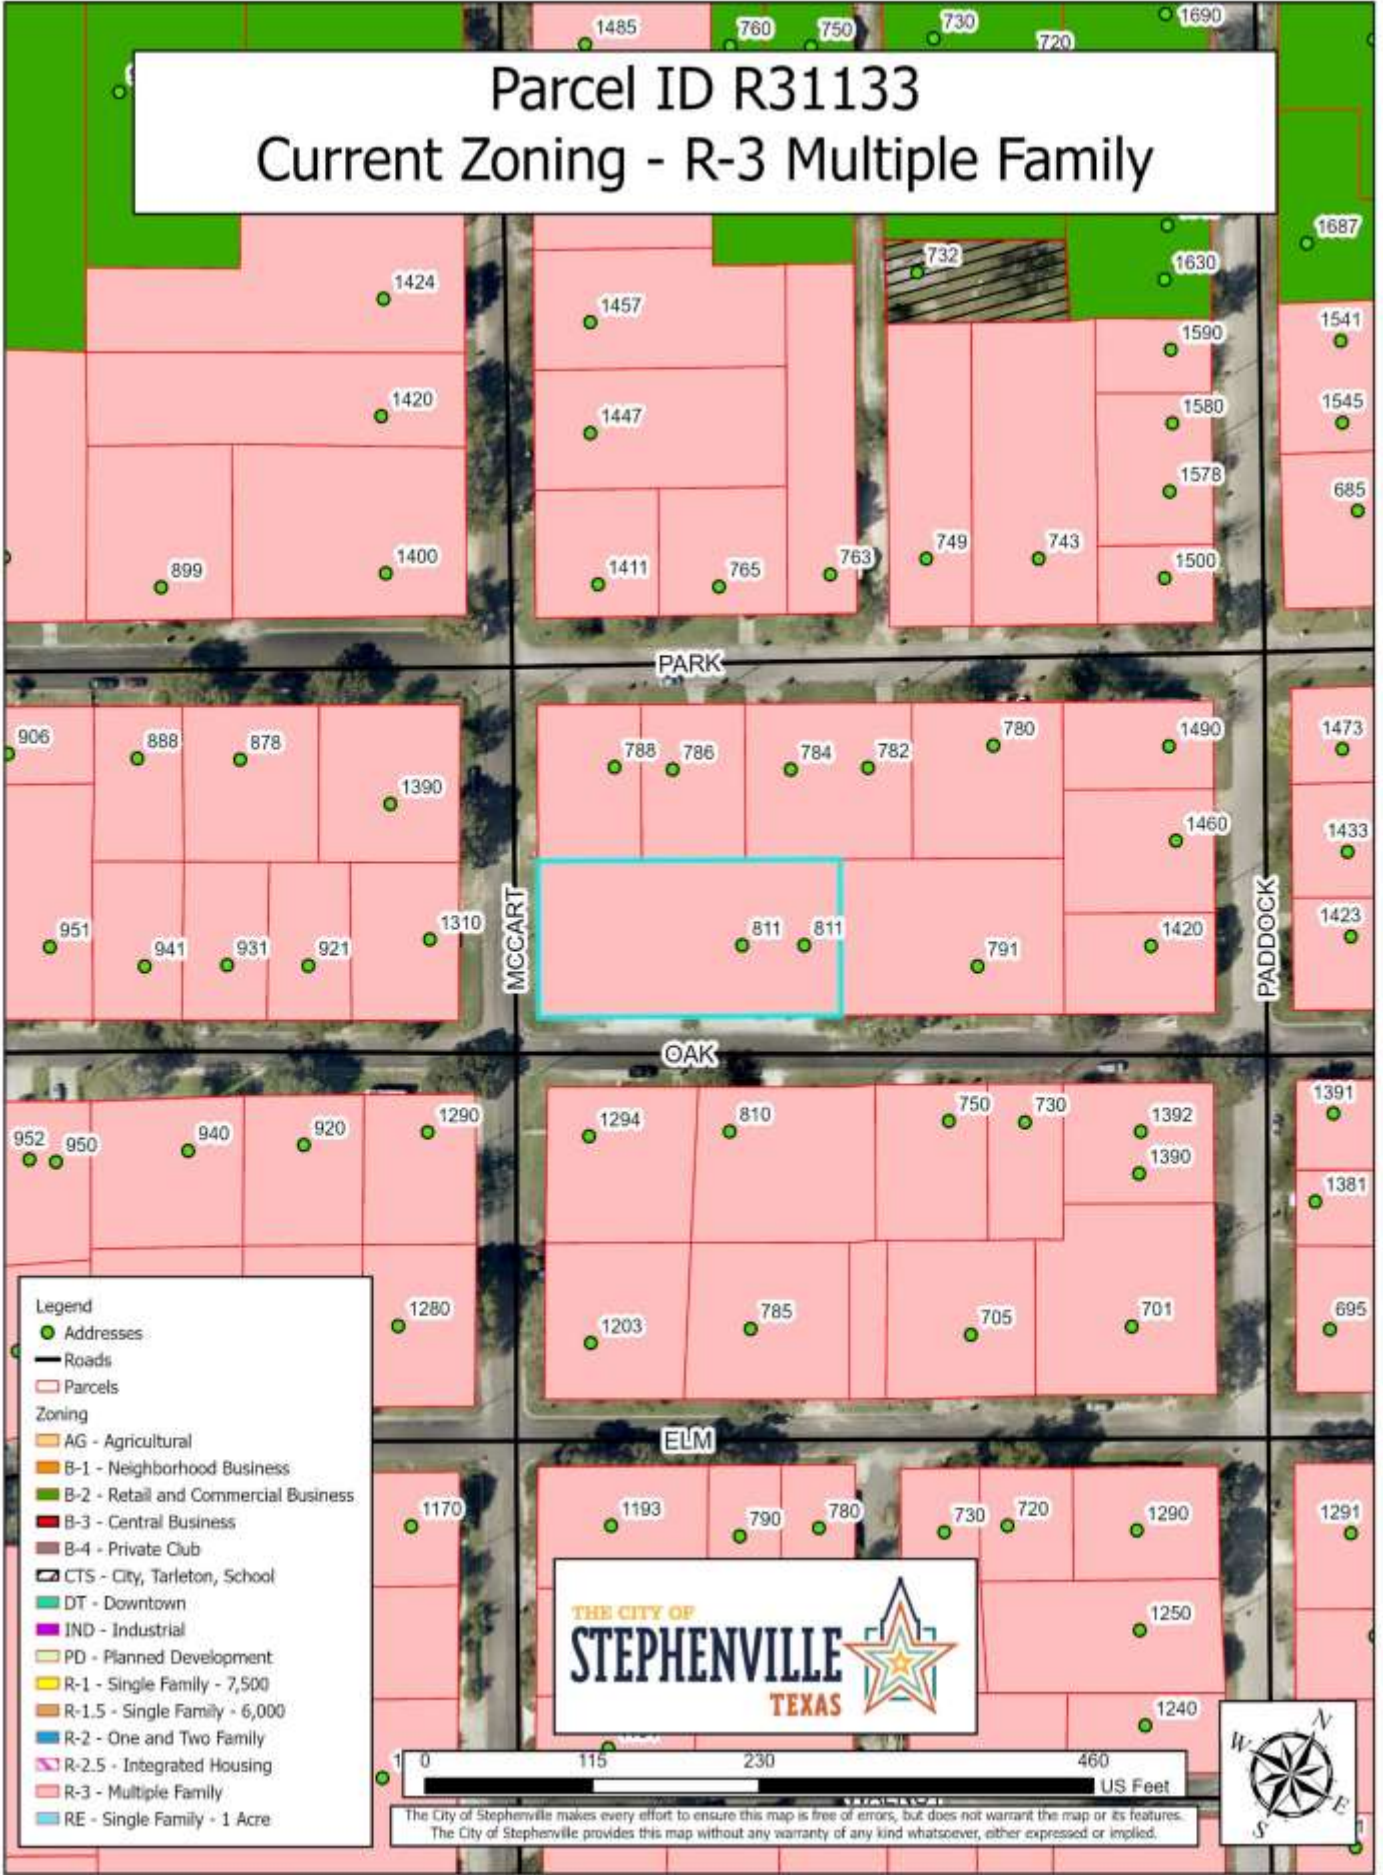 1485
760
750
730
720
1690
Parcel ID R31133
Current Zoning - R-3 Multiple Family
1687
732
1630
1424
1457
1541
1590
1420
1447
1580
1545
1578
685
899
1400
1411
765
763
749
743
1500
PARK
906
888
878
1390
788
786
784
782
780
1490
1473
1460
1433
951
941
931
921
1310
MCCART
811
811
791
1420
PADDOCK
1423
OAK
952
950
940
920
1290
1294
810
750
730
1392
1390
1391
1381
1280
1203
785
705
701
695
ELM
1170
1193
790
780
730
720
1290
1291
1250
1240
Legend
Addresses
Roads
Parcels
Zoning
AG - Agricultural
B-1 - Neighborhood Business
B-2 - Retail and Commercial Business
B-3 - Central Business
B-4 - Private Club
CTS - City, Tarleton, School
DT - Downtown
IND - Industrial
PD - Planned Development
R-1 - Single Family - 7,500
R-1.5 - Single Family - 6,000
R-2 - One and Two Family
R-2.5 - Integrated Housing
R-3 - Multiple Family
RE - Single Family - 1 Acre
THE CITY OF
STEPHENVILLE
TEXAS
0 115 230 460
US Feet
The City of Stephenville makes every effort to ensure this map is free of errors, but does not warrant the map or its features.
The City of Stephenville provides this map without any warranty of any kind whatsoever, either expressed or implied.
N
W
E
S